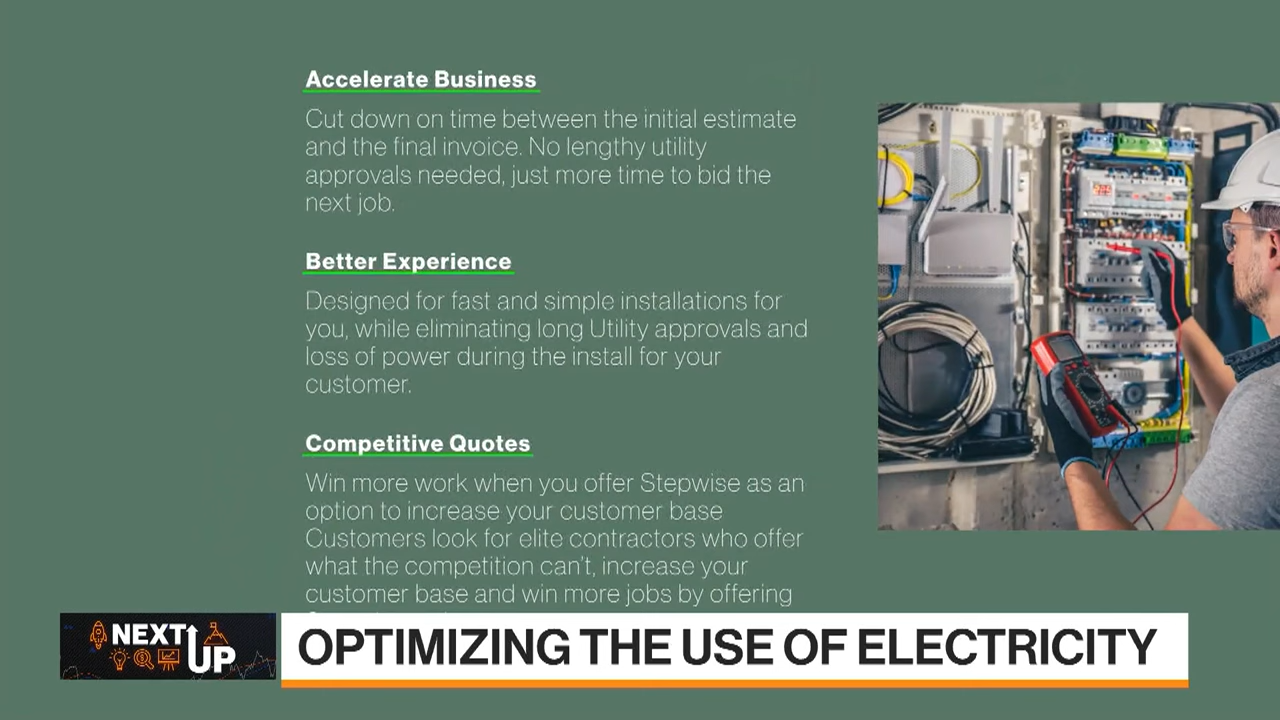 Accelerate Business
Cut down on time between the initial estimate
and the final invoice. No lengthy utility
approvals needed, just more time to bid the
next job.
Better Experience
Designed for fast and simple installations for
you, while eliminating long Utility approvals and
loss of power during the install for your
customer.
Competitive Quotes
Win more work when you offer Stepwise as an
option to increase your customer base
Customers look for elite contractors who offer
what the competition can't, increase your
customer base and win more jobs by offering
NEXT
UP
OPTIMIZING THE USE OF ELECTRICITY